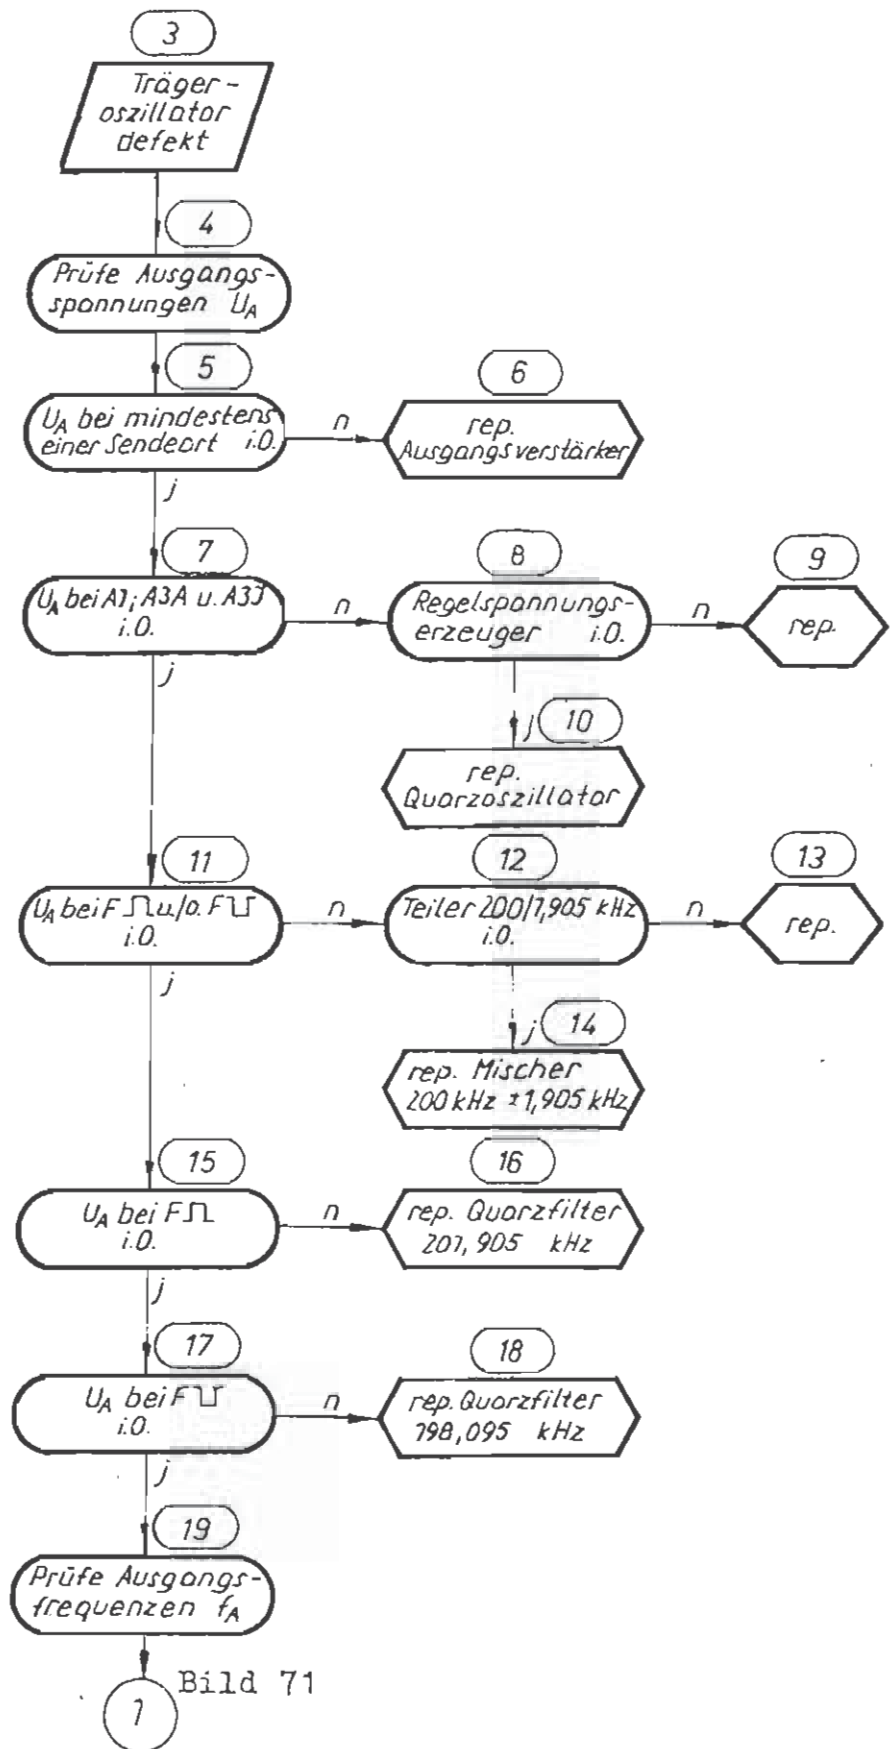 3
Träger-
oszillator
defekt
4
Prüfe Ausgangs-
spannungen U_A
5
U_A bei mindestens
einer Sendeart i.O.
n
6
rep.
Ausgangsverstärker
j
7
U_A bei A1; A3A u. A3J
i.O.
n
8
Regelspannungs-
erzeuger i.O.
n
9
rep.
j
j
10
rep.
Quarzoszillator
11
U_A bei F u/o. F
i.O.
n
12
Teiler 200/1,905 kHz
i.O.
n
13
rep.
j
j
14
rep. Mischer
200 kHz ±1,905 kHz
15
U_A bei F
i.O.
n
16
rep. Quarzfilter
201,905 kHz
j
17
U_A bei F
i.O.
n
18
rep. Quarzfilter
198,095 kHz
j
19
Prüfe Ausgangs-
frequenzen f_A
Bild 71
1